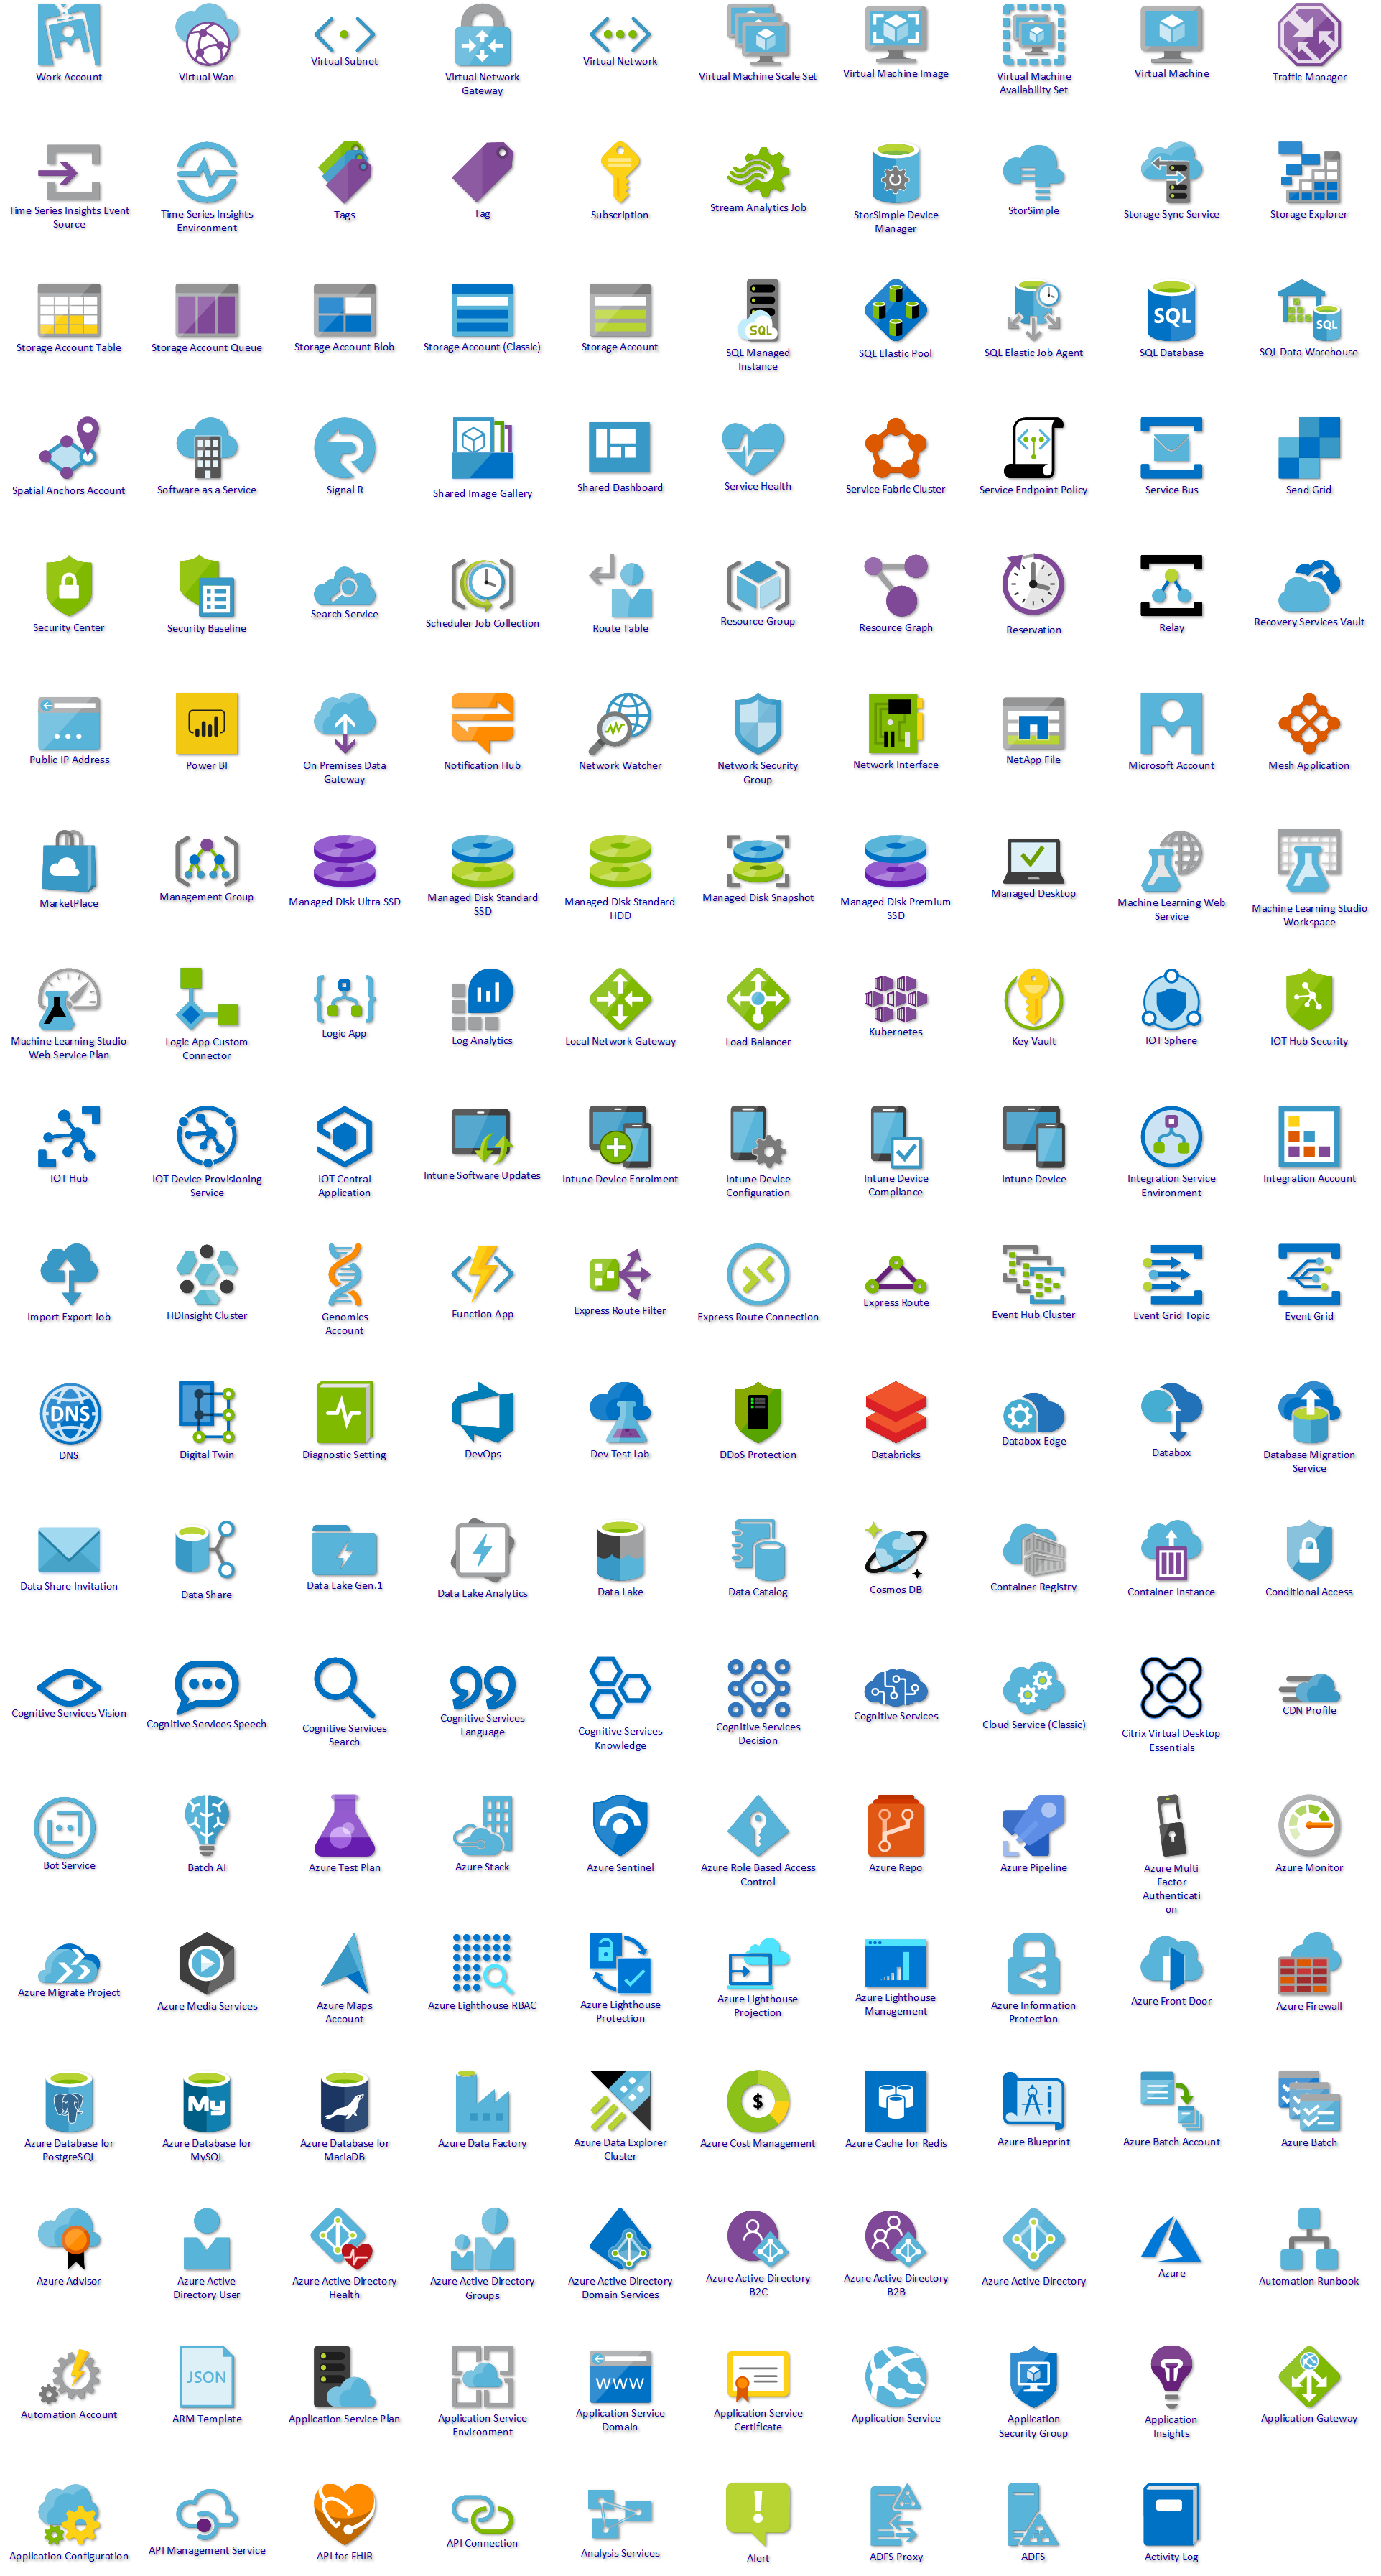 Work Account
Virtual Wan
Virtual Subnet
Virtual Network
Gateway
Virtual Network
Virtual Machine Scale Set
Virtual Machine Image
Virtual Machine
Availability Set
Virtual Machine
Traffic Manager
Time Series Insights Event
Source
Time Series Insights
Environment
Tags
Tag
Subscription
Stream Analytics Job
StorSimple Device
Manager
StorSimple
Storage Sync Service
Storage Explorer
Storage Account Table
Storage Account Queue
Storage Account Blob
Storage Account (Classic)
Storage Account
SQL
SQL Managed
Instance
SQL Elastic Pool
SQL Elastic Job Agent
SQL
SQL Database
SQL
SQL Data Warehouse
Spatial Anchors Account
Software as a Service
Signal R
Shared Image Gallery
Shared Dashboard
Service Health
Service Fabric Cluster
Service Endpoint Policy
Service Bus
Send Grid
Security Center
Security Baseline
Search Service
Scheduler Job Collection
Route Table
Resource Group
Resource Graph
Reservation
Relay
Recovery Services Vault
Public IP Address
Power BI
On Premises Data
Gateway
Notification Hub
Network Watcher
Network Security
Group
Network Interface
NetApp File
Microsoft Account
Mesh Application
MarketPlace
Management Group
Managed Disk Ultra SSD
Managed Disk Standard
SSD
Managed Disk Standard
HDD
Managed Disk Snapshot
Managed Disk Premium
SSD
Managed Desktop
Machine Learning Web
Service
Machine Learning Studio
Workspace
Machine Learning Studio
Web Service Plan
Logic App Custom
Connector
Logic App
Log Analytics
Local Network Gateway
Load Balancer
Kubernetes
Key Vault
IOT Sphere
IOT Hub Security
IOT Hub
IOT Device Provisioning
Service
IOT Central
Application
Intune Software Updates
Intune Device Enrolment
Intune Device
Configuration
Intune Device
Compliance
Intune Device
Integration Service
Environment
Integration Account
Import Export Job
HDInsight Cluster
Genomics
Account
Function App
Express Route Filter
Express Route Connection
Express Route
Event Hub Cluster
Event Grid Topic
Event Grid
DNS
DNS
Digital Twin
Diagnostic Setting
DevOps
Dev Test Lab
DDoS Protection
Databricks
Databox Edge
Databox
Database Migration
Service
Data Share Invitation
Data Share
Data Lake Gen.1
Data Lake Analytics
Data Lake
Data Catalog
Cosmos DB
Container Registry
Container Instance
Conditional Access
Cognitive Services Vision
Cognitive Services Speech
Cognitive Services
Search
Cognitive Services
Language
Cognitive Services
Knowledge
Cognitive Services
Decision
Cognitive Services
Cloud Service (Classic)
Citrix Virtual Desktop
Essentials
CDN Profile
Bot Service
Batch AI
Azure Test Plan
Azure Stack
Azure Sentinel
Azure Role Based Access
Control
Azure Repo
Azure Pipeline
Azure Multi
Factor
Authenticati
on
Azure Monitor
Azure Migrate Project
Azure Media Services
Azure Maps
Account
Azure Lighthouse RBAC
Azure Lighthouse
Protection
Azure Lighthouse
Projection
Azure Lighthouse
Management
Azure Information
Protection
Azure Front Door
Azure Firewall
Azure Database for
PostgreSQL
My
Azure Database for
MySQL
Azure Database for
MariaDB
Azure Data Factory
Azure Data Explorer
Cluster
$
Azure Cost Management
Azure Cache for Redis
Azure Blueprint
Azure Batch Account
Azure Batch
Azure Advisor
Azure Active
Directory User
Azure Active Directory
Health
Azure Active Directory
Groups
Azure Active Directory
Domain Services
Azure Active Directory
B2C
Azure Active Directory
B2B
Azure Active Directory
Azure
Automation Runbook
Automation Account
JSON
ARM Template
Application Service Plan
Application Service
Environment
WWW
Application Service
Domain
Application Service
Certificate
Application Service
Application
Security Group
Application
Insights
Application Gateway
Application Configuration
API Management Service
API for FHIR
API Connection
Analysis Services
!
Alert
ADFS Proxy
ADFS
Activity Log